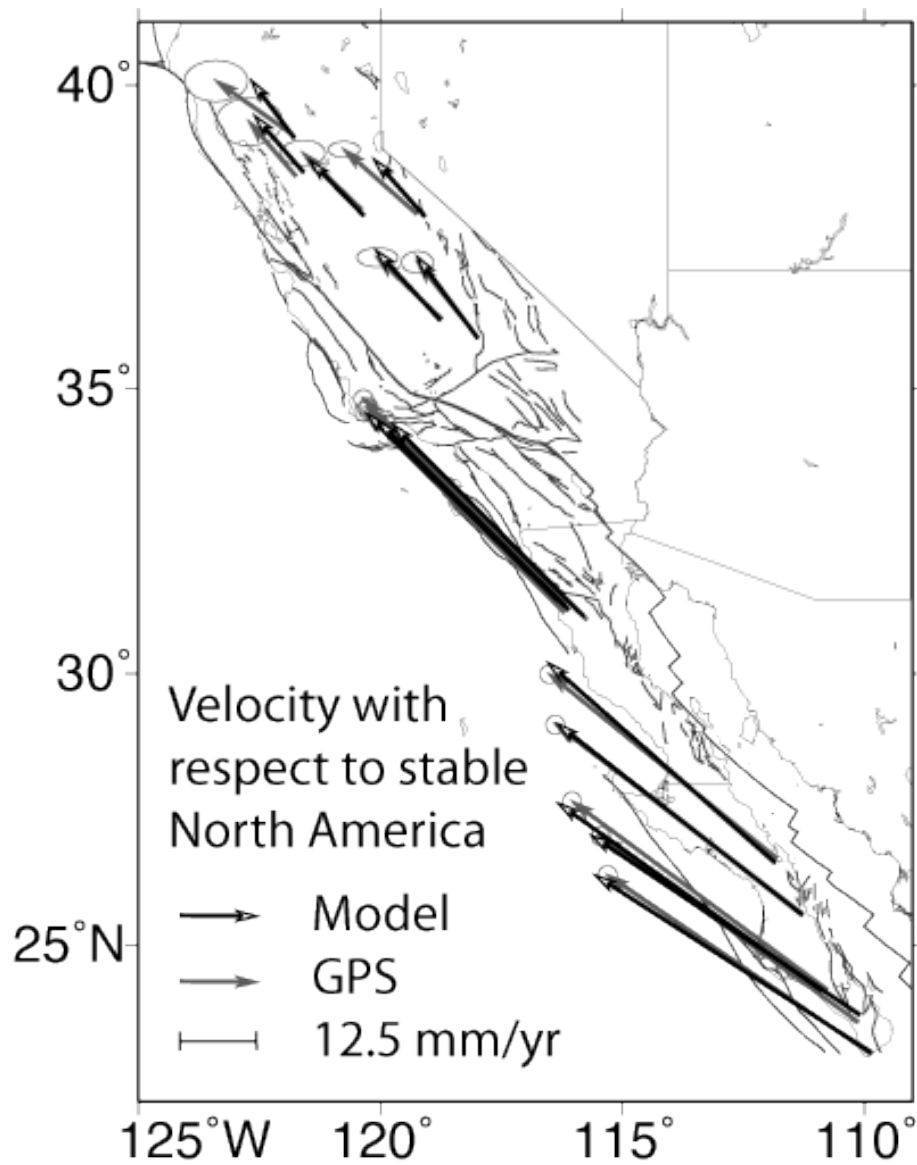 40°
35°
30°
Velocity with
respect to stable
North America
Model
25°N
GPS
12.5 mm/yr
125°W 120° 115° 110°